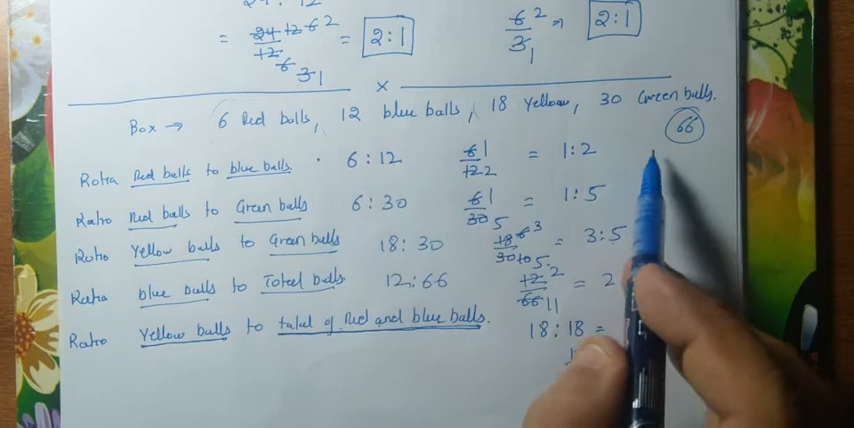 24 : 12
= 24 12 6 2 / 12 6 3 1 = 2:1
6 2 / 3 1 = 2:1
x
Box → 6 Red balls, 12 blue balls, 18 Yellow, 30 Green balls.
66
Ratio Red balls to blue balls . 6:12 6 1 / 12 2 = 1:2
Ratio Red balls to Green balls 6:30 6 1 / 30 5 = 1:5
Ratio Yellow balls to Green balls 18:30 18 6 3 / 30 10 5 = 3:5
Ratio blue balls to Total balls 12:66 12 2 / 66 11 = 2
Ratio Yellow balls to total of Red and blue balls. 18:18 =